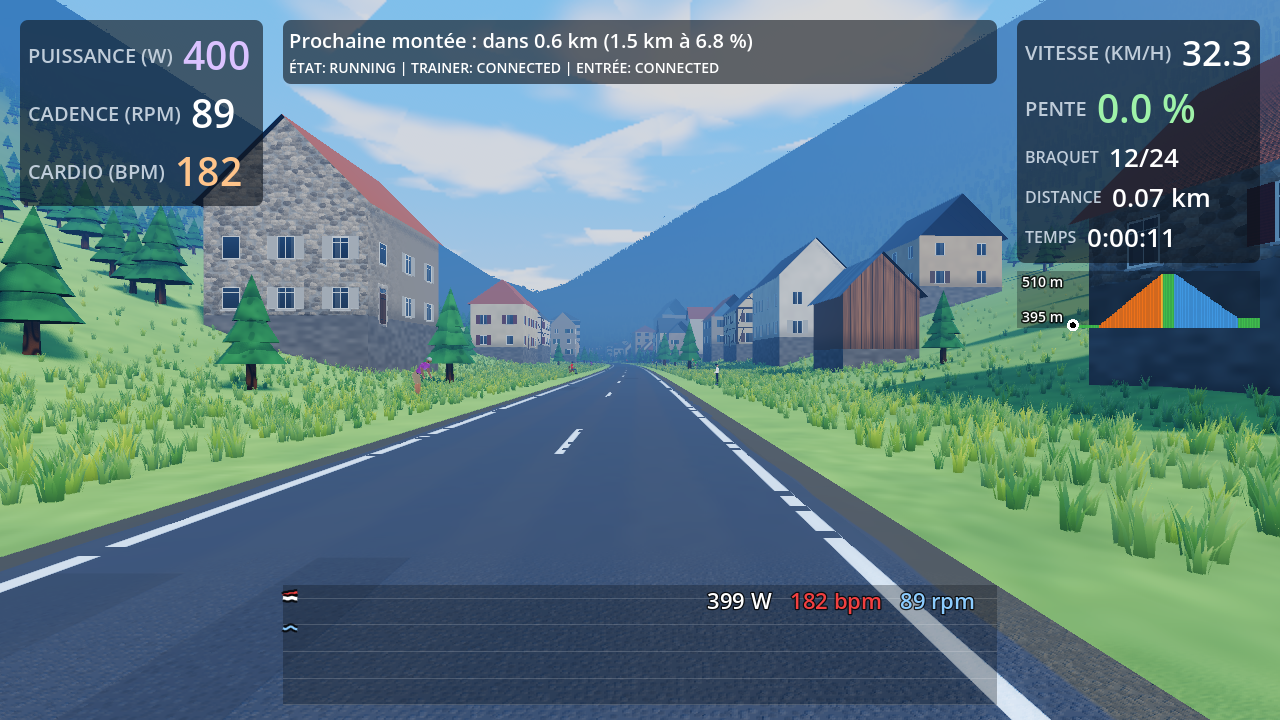 PUISSANCE (W) 400
CADENCE (RPM) 89
CARDIO (BPM) 182
Prochaine montée : dans 0.6 km (1.5 km à 6.8 %)
ÉTAT: RUNNING | TRAINER: CONNECTED | ENTRÉE: CONNECTED
VITESSE (KM/H) 32.3
PENTE 0.0 %
BRAQUET 12/24
DISTANCE 0.07 km
TEMPS 0:00:11
510 m
395 m
399 W 182 bpm 89 rpm